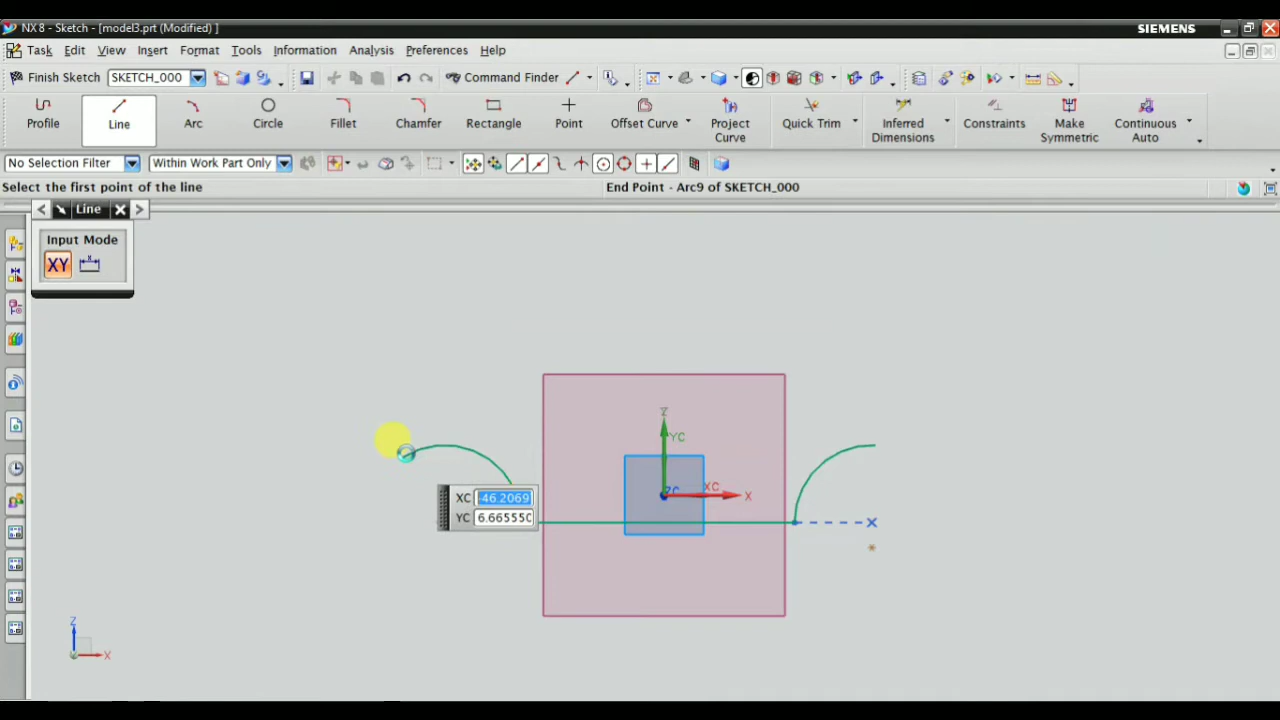 NX 8 - Sketch - [model3.prt (Modified) ]
SIEMENS
Task Edit View Insert Format Tools Information Analysis Preferences Help
Finish Sketch SKETCH_000 Command Finder
Profile Line Arc Circle Fillet Chamfer Rectangle Point Offset Curve Project Curve Quick Trim Inferred Dimensions Constraints Make Symmetric Continuous Auto
No Selection Filter Within Work Part Only
Select the first point of the line End Point - Arc9 of SKETCH_000
Line
Input Mode
XY
Z
YC
XC
X
ZC
XC -46.2069
YC 6.665550
Z
X